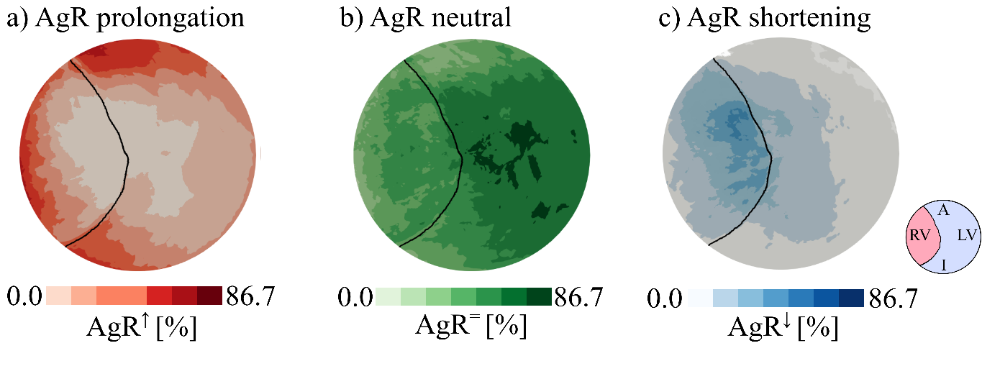 a) AgR prolongation
b) AgR neutral
c) AgR shortening
A
RV
LV
I
0.0
86.7
0.0
86.7
0.0
86.7
AgR↑ [%]
AgR= [%]
AgR↓ [%]